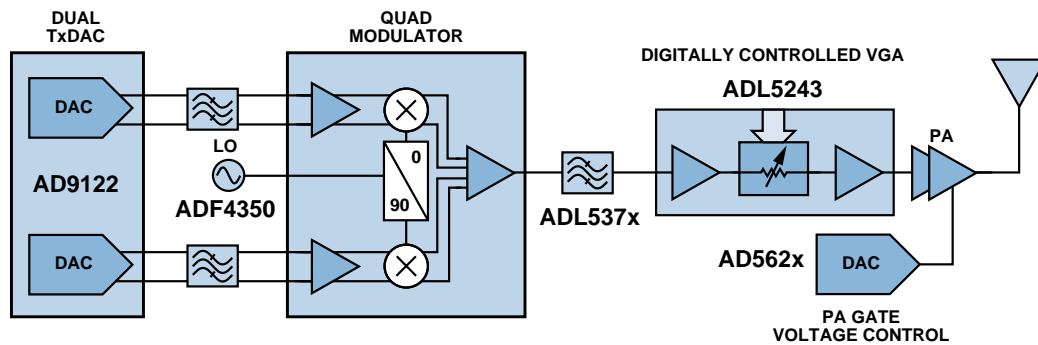 DUAL
TxDAC
QUAD
MODULATOR
DIGITALLY CONTROLLED VGA
ADL5243
DAC
LO
0
90
PA
AD9122
ADF4350
ADL537x
DAC
AD562x
DAC
PA GATE
VOLTAGE CONTROL